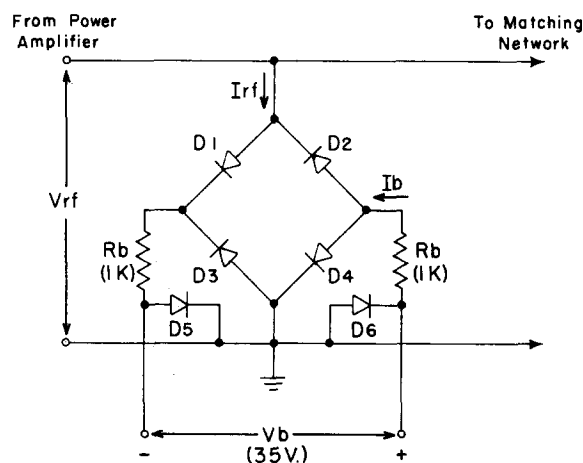 From Power
Amplifier
To Matching
Network
Irf
D1
D2
Ib
Vrf
Rb
(1K)
D3
D4
Rb
(1K)
D5
D6
Vb
(35V.)
-
+